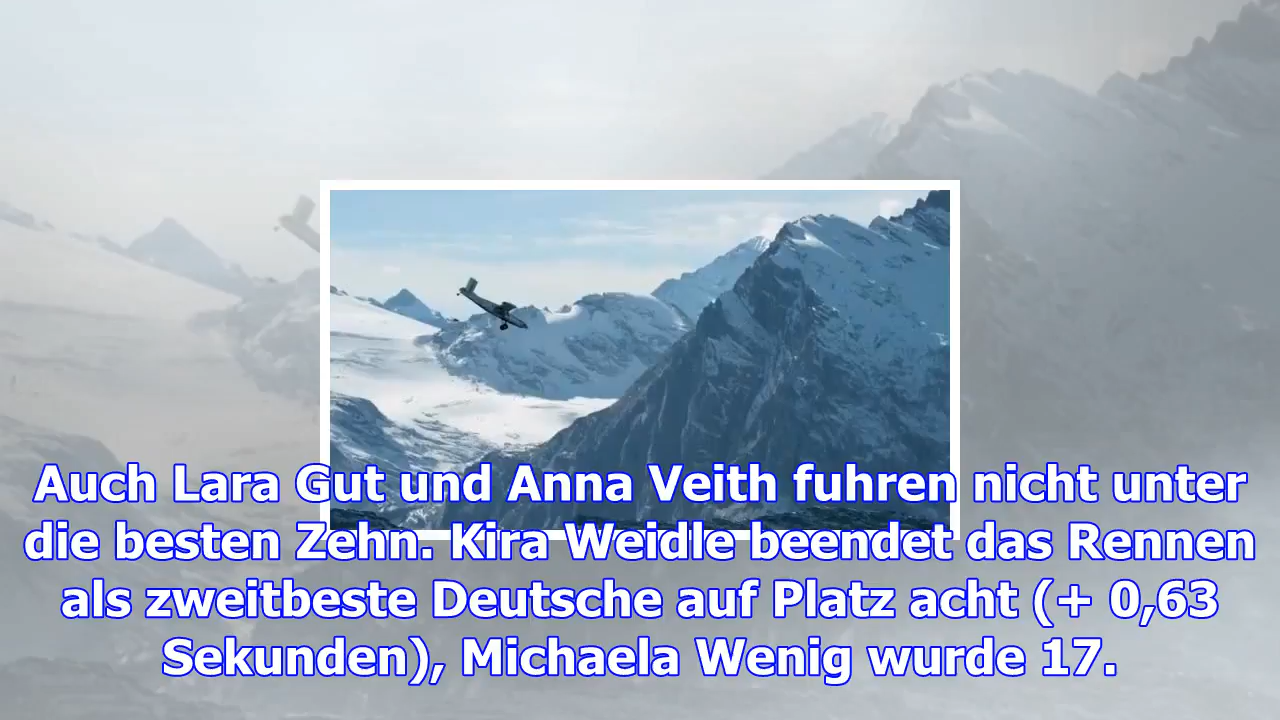 Auch Lara Gut und Anna Veith fuhren nicht unter
die besten Zehn. Kira Weidle beendet das Rennen
als zweitbeste Deutsche auf Platz acht (+ 0,63
Sekunden), Michaela Wenig wurde 17.